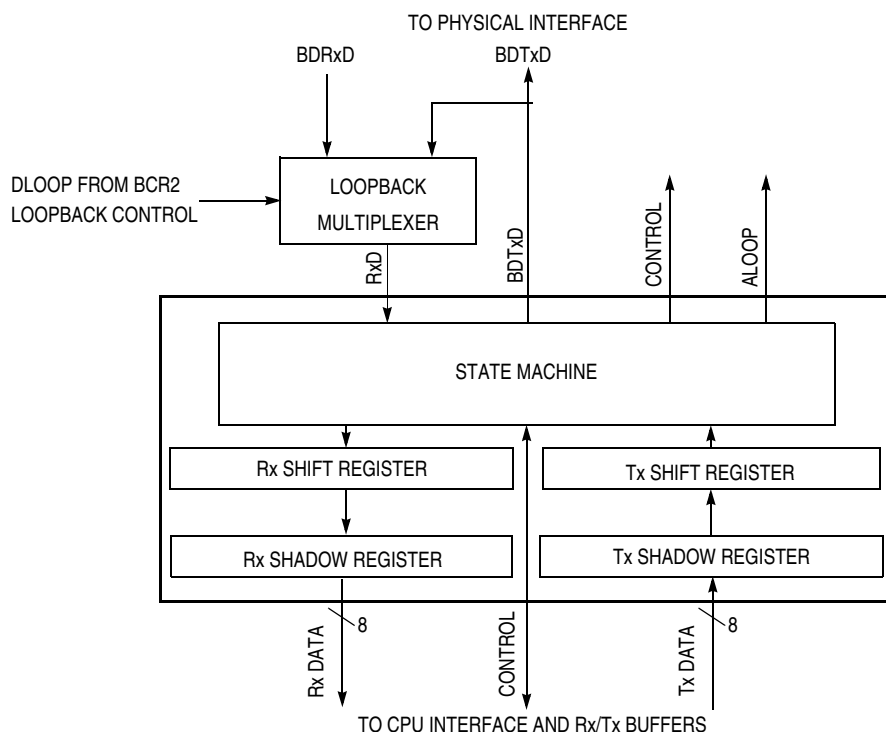 TO PHYSICAL INTERFACE
BDRxD
BDTxD
DLOOP FROM BCR2
LOOPBACK CONTROL
LOOPBACK
MULTIPLEXER
RxD
BDTxD
CONTROL
ALOOP
STATE MACHINE
Rx SHIFT REGISTER
Tx SHIFT REGISTER
Rx SHADOW REGISTER
Tx SHADOW REGISTER
8
8
Rx DATA
CONTROL
Tx DATA
TO CPU INTERFACE AND Rx/Tx BUFFERS